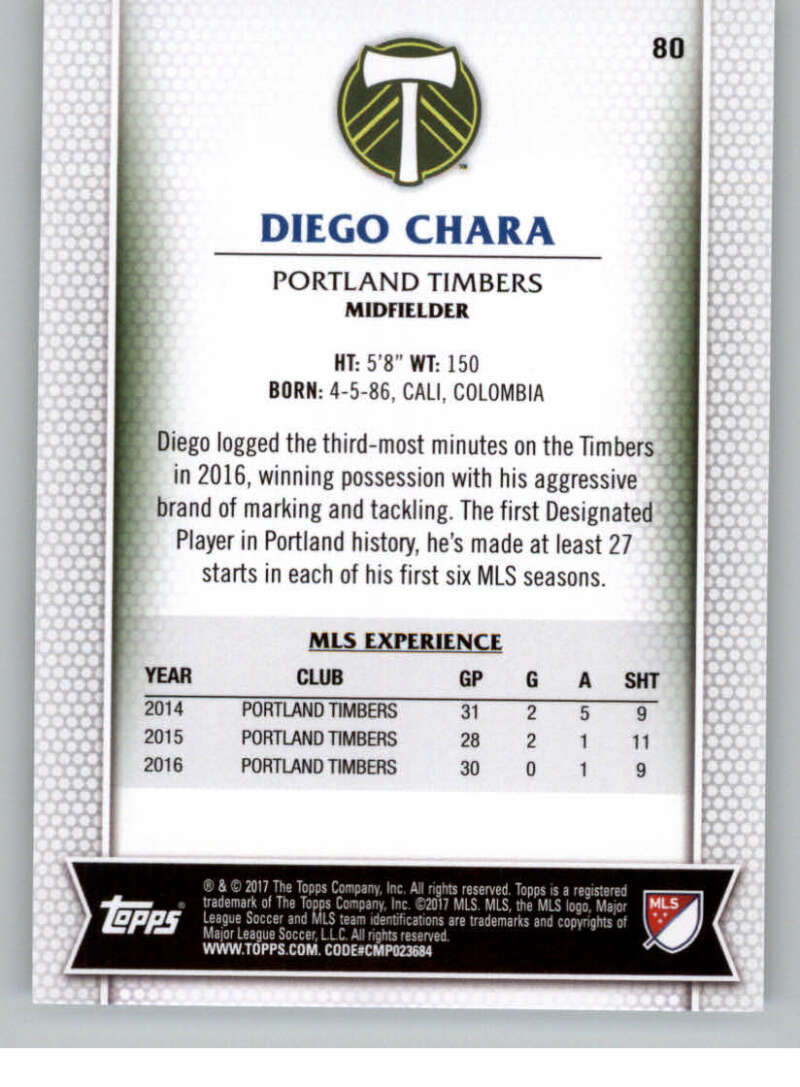 80
DIEGO CHARA
PORTLAND TIMBERS
MIDFIELDER
HT: 5'8" WT: 150
BORN: 4-5-86, CALI, COLOMBIA
Diego logged the third-most minutes on the Timbers
in 2016, winning possession with his aggressive
brand of marking and tackling. The first Designated
Player in Portland history, he's made at least 27
starts in each of his first six MLS seasons.
MLS EXPERIENCE
YEAR CLUB GP G A SHT
2014 PORTLAND TIMBERS 31 2 5 9
2015 PORTLAND TIMBERS 28 2 1 11
2016 PORTLAND TIMBERS 30 0 1 9
topps®
® & © 2017 The Topps Company, Inc. All rights reserved. Topps is a registered
trademark of The Topps Company, Inc. ©2017 MLS. MLS, the MLS logo, Major
League Soccer and MLS team identifications are trademarks and copyrights of
Major League Soccer, L.L.C. All rights reserved.
WWW.TOPPS.COM. CODE#CMP023684
MLS